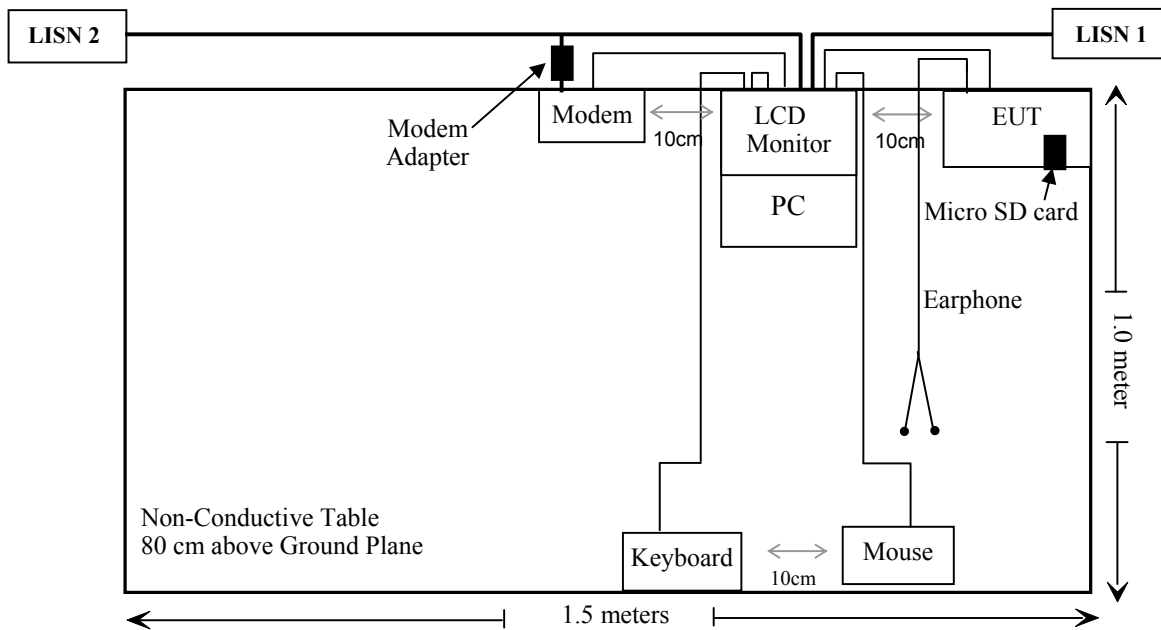 LISN 2
LISN 1
Modem
Adapter
Modem
10cm
LCD
Monitor
PC
10cm
EUT
Micro SD card
Earphone
1.0 meter
Non-Conductive Table
80 cm above Ground Plane
Keyboard
10cm
Mouse
1.5 meters